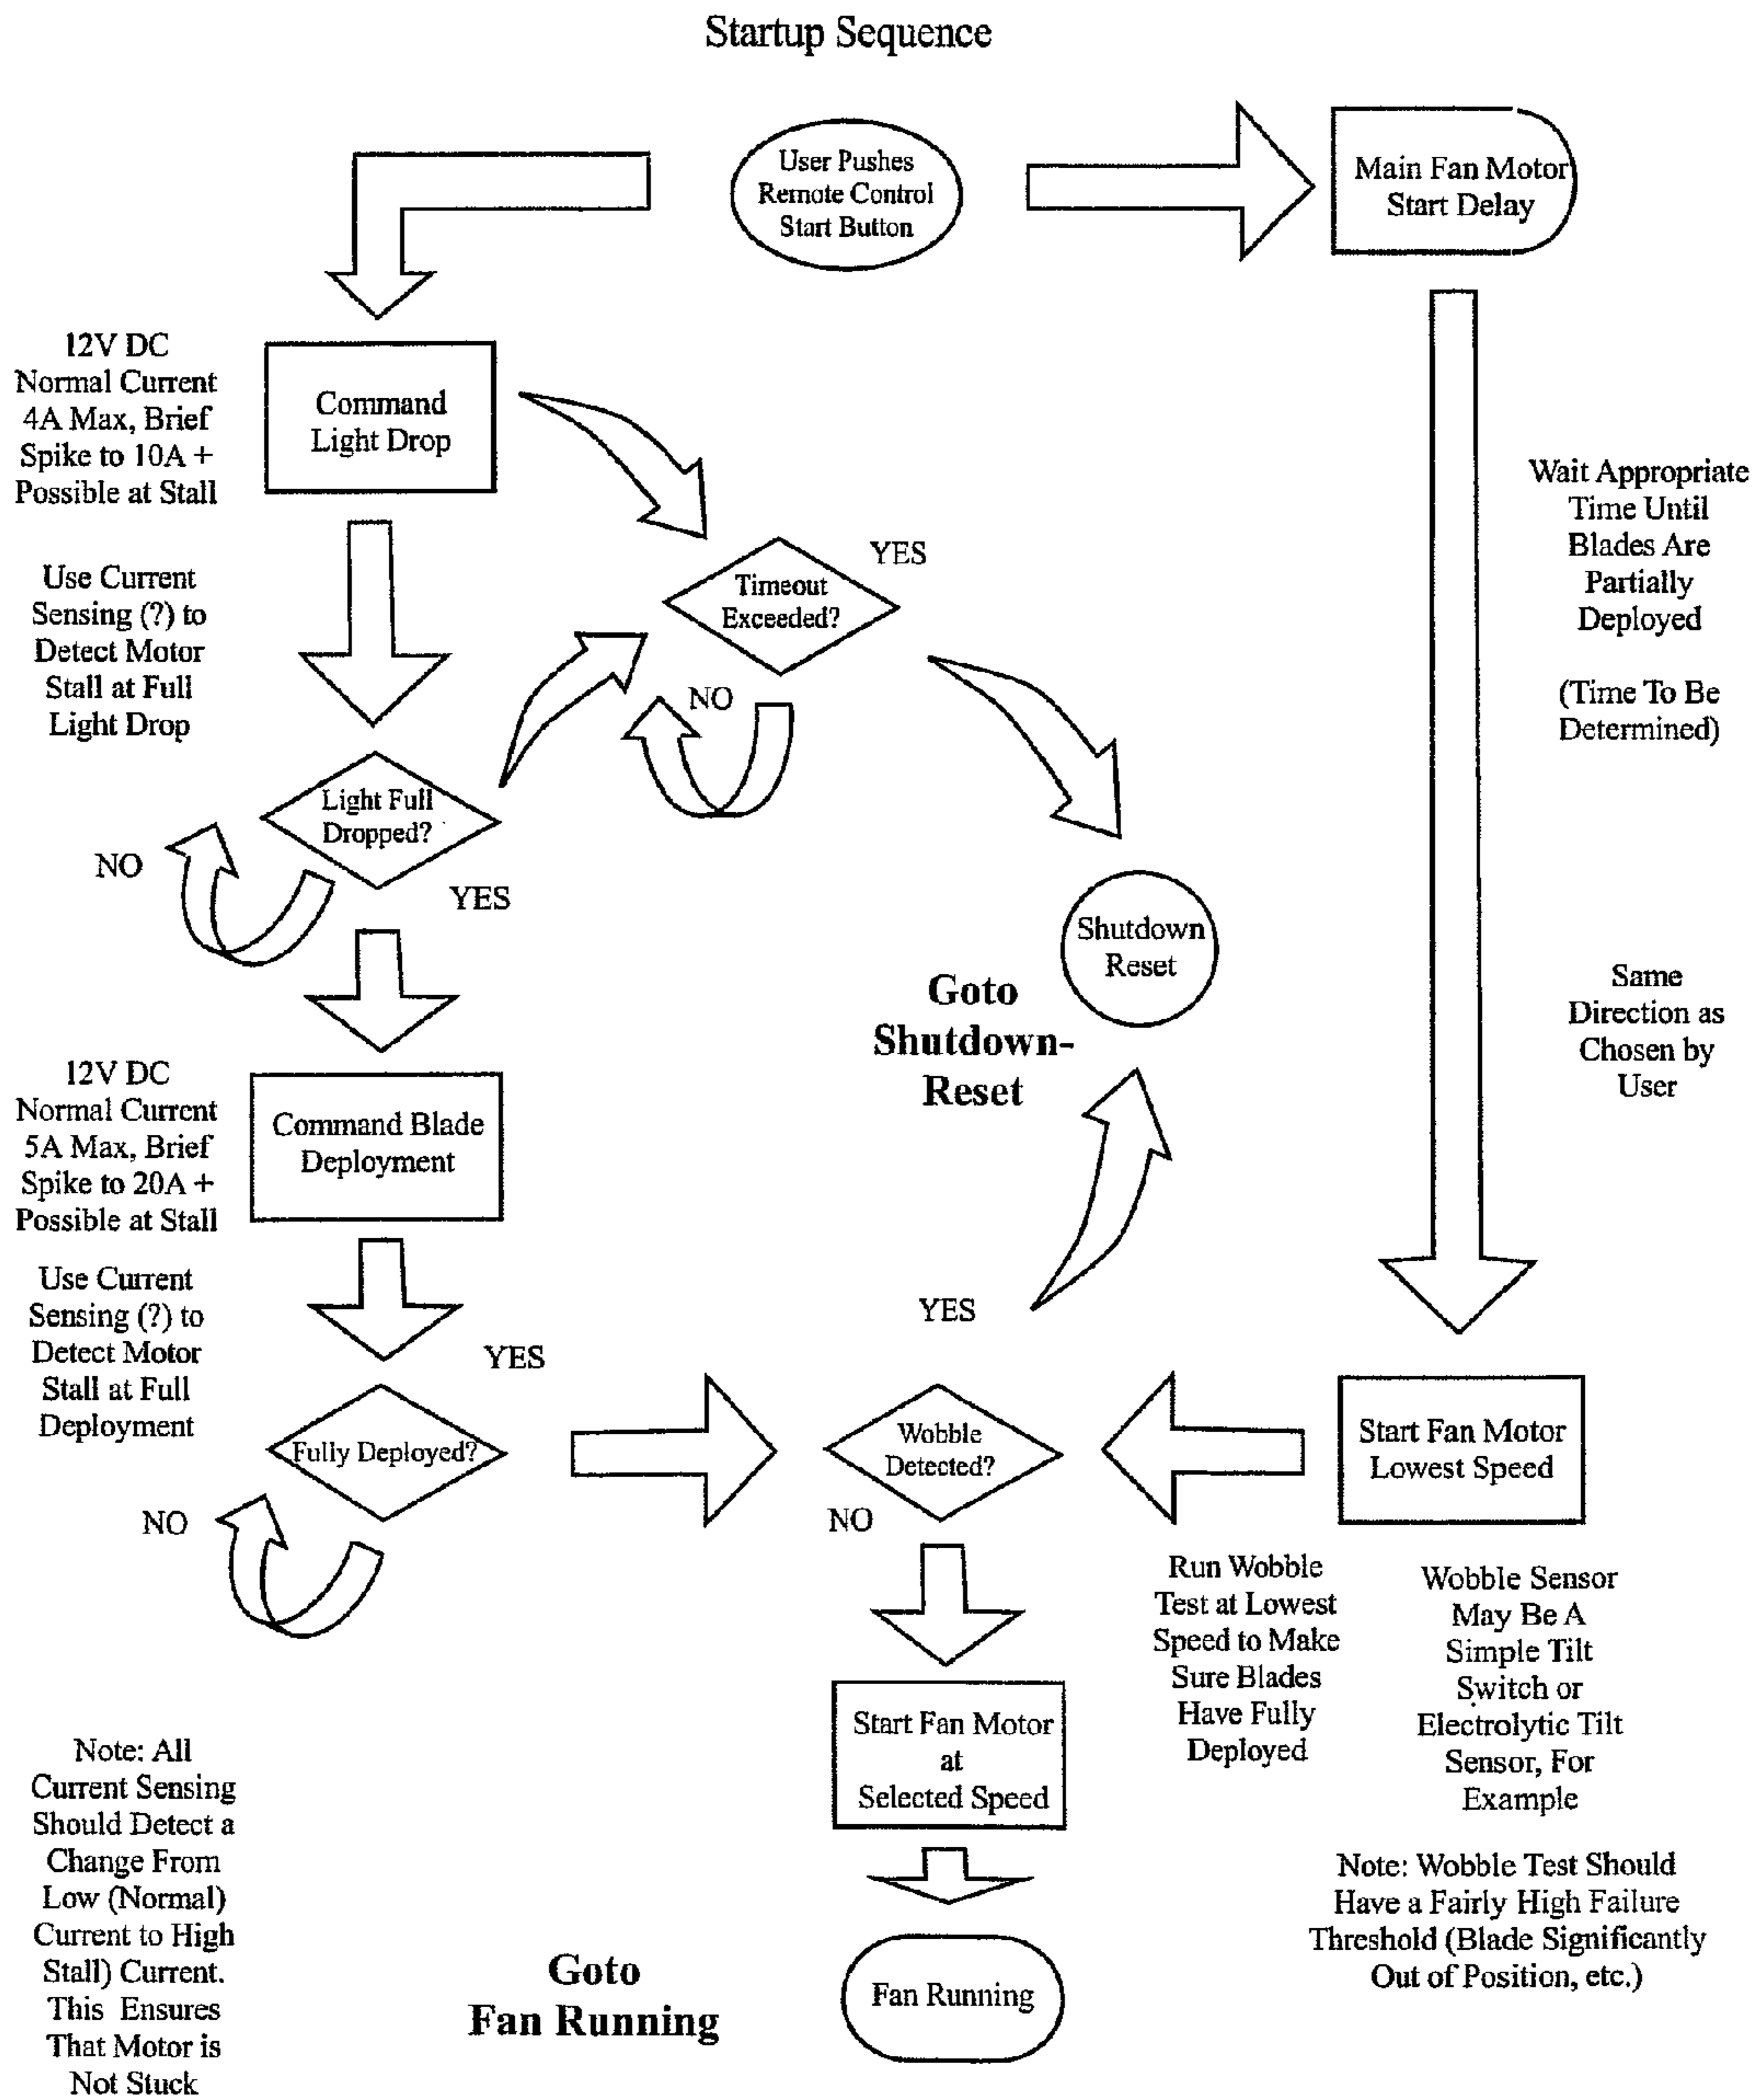 Startup Sequence
User Pushes
Remote Control
Start Button
Main Fan Motor
Start Delay
12V DC
Normal Current
4A Max, Brief
Spike to 10A +
Possible at Stall
Command
Light Drop
Wait Appropriate
Time Until
Blades Are
Partially
Deployed
(Time To Be
Determined)
Use Current
Sensing (?) to
Detect Motor
Stall at Full
Light Drop
Timeout
Exceeded?
YES
NO
Light Full
Dropped?
NO
YES
Shutdown
Reset
Goto
Shutdown-
Reset
Same
Direction as
Chosen by
User
12V DC
Normal Current
5A Max, Brief
Spike to 20A +
Possible at Stall
Command Blade
Deployment
Use Current
Sensing (?) to
Detect Motor
Stall at Full
Deployment
YES
Fully Deployed?
NO
YES
Wobble
Detected?
NO
Start Fan Motor
Lowest Speed
Run Wobble
Test at Lowest
Speed to Make
Sure Blades
Have Fully
Deployed
Wobble Sensor
May Be A
Simple Tilt
Switch or
Electrolytic Tilt
Sensor, For
Example
Start Fan Motor
at
Selected Speed
Note: All
Current Sensing
Should Detect a
Change From
Low (Normal)
Current to High
Stall) Current.
This Ensures
That Motor is
Not Stuck
Note: Wobble Test Should
Have a Fairly High Failure
Threshold (Blade Significantly
Out of Position, etc.)
Goto
Fan Running
Fan Running